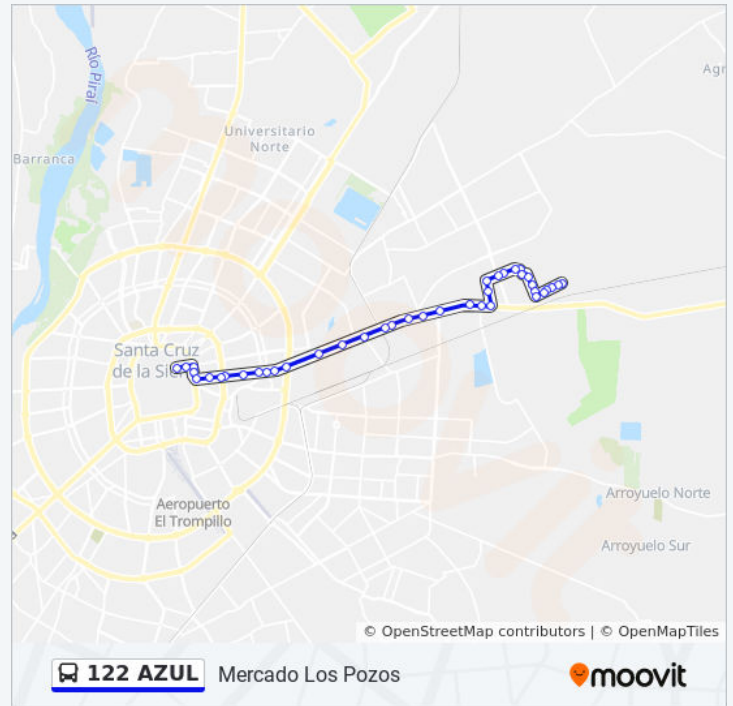 Río Piraí
Agr
Universitario
Norte
Barranca
Santa Cruz
de la Sie
Aeropuerto
El Trompillo
Arroyuelo Norte
Arroyuelo Sur
© OpenStreetMap contributors | © OpenMapTiles
122 AZUL Mercado Los Pozos moovit